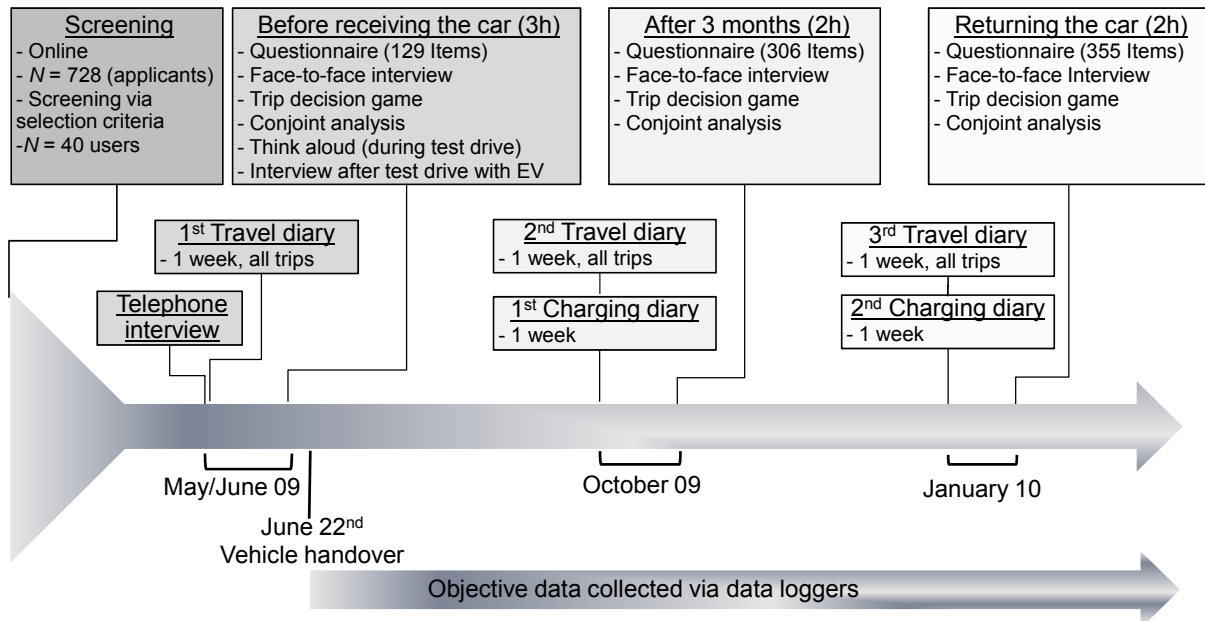 Screening
- Online
- N = 728 (applicants)
- Screening via
selection criteria
-N = 40 users
Before receiving the car (3h)
- Questionnaire (129 Items)
- Face-to-face interview
- Trip decision game
- Conjoint analysis
- Think aloud (during test drive)
- Interview after test drive with EV
After 3 months (2h)
- Questionnaire (306 Items)
- Face-to-face interview
- Trip decision game
- Conjoint analysis
Returning the car (2h)
- Questionnaire (355 Items)
- Face-to-face Interview
- Trip decision game
- Conjoint analysis
1st Travel diary
- 1 week, all trips
Telephone
interview
2nd Travel diary
- 1 week, all trips
1st Charging diary
- 1 week
3rd Travel diary
- 1 week, all trips
2nd Charging diary
- 1 week
May/June 09
October 09
January 10
June 22nd
Vehicle handover
Objective data collected via data loggers